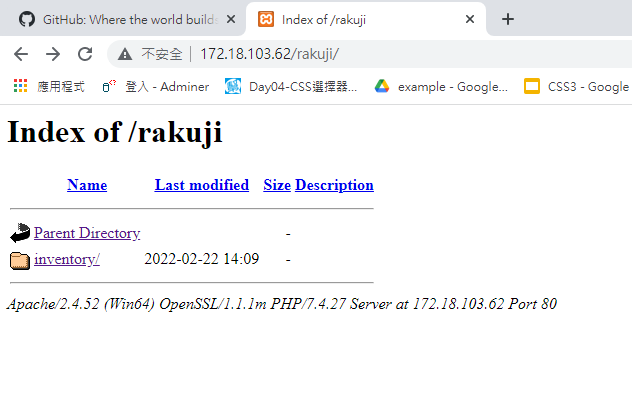 GitHub: Where the world builds
Index of /rakuji
不安全 172.18.103.62/rakuji/
應用程式 登入 - Adminer Day04-CSS選擇器... example - Google... CSS3 - Google
Index of /rakuji
Name Last modified Size Description
Parent Directory -
inventory/ 2022-02-22 14:09 -
Apache/2.4.52 (Win64) OpenSSL/1.1.1m PHP/7.4.27 Server at 172.18.103.62 Port 80